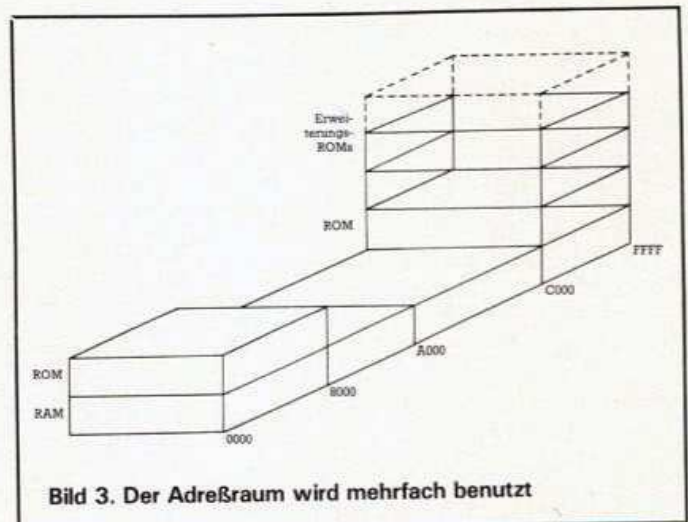 Erwei-
terungs-
ROMs
ROM
FFFF
C000
A000
ROM
8000
RAM
0000
Bild 3. Der Adreßraum wird mehrfach benutzt